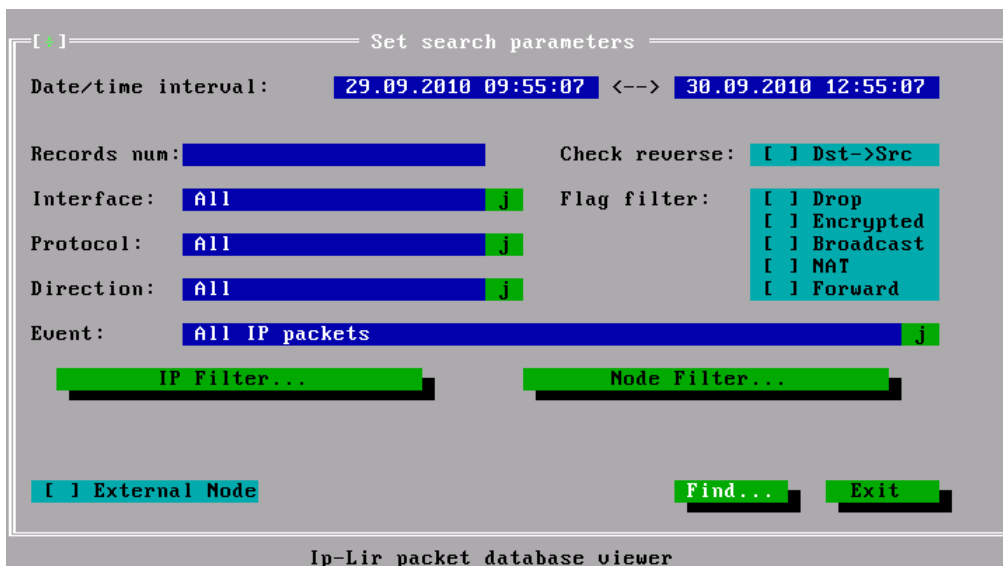 [÷] Set search parameters
Date/time interval: 29.09.2010 09:55:07 <--> 30.09.2010 12:55:07
Records num: Check reverse: [ ] Dst->Src
Interface: All j Flag filter: [ ] Drop
[ ] Encrypted
Protocol: All j [ ] Broadcast
[ ] NAT
Direction: All j [ ] Forward
Event: All IP packets j
IP Filter... Node Filter...
[ ] External Node Find... Exit
Ip-Lir packet database viewer